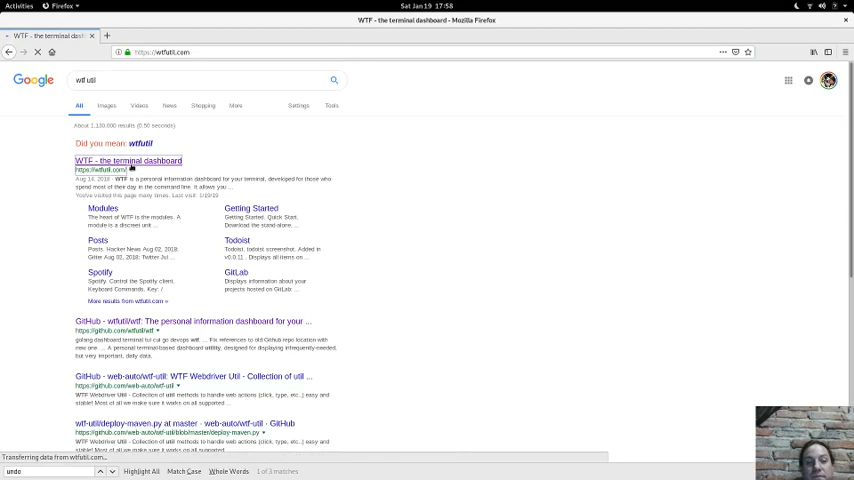 Activities Firefox Sat Jan 19 17:58
WTF - the terminal dashboard - Mozilla Firefox
WTF - the terminal dash
https://wtfutil.com
Google
wtf util
All Images Videos News Shopping More Settings Tools
About 1,130,000 results (0.50 seconds)
Did you mean: wtfutil
WTF - the terminal dashboard
https://wtfutil.com/
Aug 14, 2018 - WTF is a personal information dashboard for your terminal, developed for those who
spend most of their day in the command line. It allows you ...
You've visited this page many times. Last visit: 1/19/19
Modules
The heart of WTF is the modules. A
module is a discreet unit ...
Getting Started
Getting Started. Quick Start.
Download the stand-alone, ...
Posts
Posts. Hacker News Aug 02, 2018:
Gitter Aug 02, 2018: Twitter Jul ...
Todoist
Todoist. todoist screenshot. Added in
v0.0.11 . Displays all items on ...
Spotify
Spotify. Control the Spotify client.
Keyboard Commands. Key: / ...
GitLab
Displays information about your
projects hosted on GitLab: ...
More results from wtfutil.com »
GitHub - wtfutil/wtf: The personal information dashboard for your ...
https://github.com/wtfutil/wtf
golang dashboard terminal tui cui go devops wtf. ... Fix references to old GitHub repo location with
new one. ... A personal terminal-based dashboard utility, designed for displaying infrequently-needed,
but very important, daily data.
GitHub - web-auto/wtf-util: WTF Webdriver Util - Collection of util ...
https://github.com/web-auto/wtf-util
WTF Webdriver Util - Collection of util methods to handle web actions (click, type, etc..) easy and
stable! Most of all we make sure it works on all supported ...
wtf-util/deploy-maven.py at master · web-auto/wtf-util · GitHub
https://github.com/web-auto/wtf-util/blob/master/deploy-maven.py
WTF Webdriver Util - Collection of util methods to handle web actions (click, type, etc..) easy and
Transferring data from wtfutil.com...
undo Highlight All Match Case Whole Words 1 of 3 matches